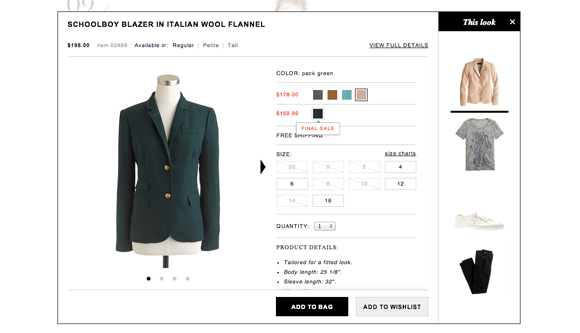 SCHOOLBOY BLAZER IN ITALIAN WOOL FLANNEL
This look ×
$198.00 item 02469 Available in: Regular | Petite | Tall
VIEW FULL DETAILS
COLOR: pack green
$178.00
$159.99
FINAL SALE
FREE SHIPPING
SIZE: size charts
00 0 2 4
6 8 10 12
14 16
QUANTITY: 1
PRODUCT DETAILS:
• Tailored for a fitted look.
• Body length: 25 1/8".
• Sleeve length: 32".
ADD TO BAG ADD TO WISHLIST